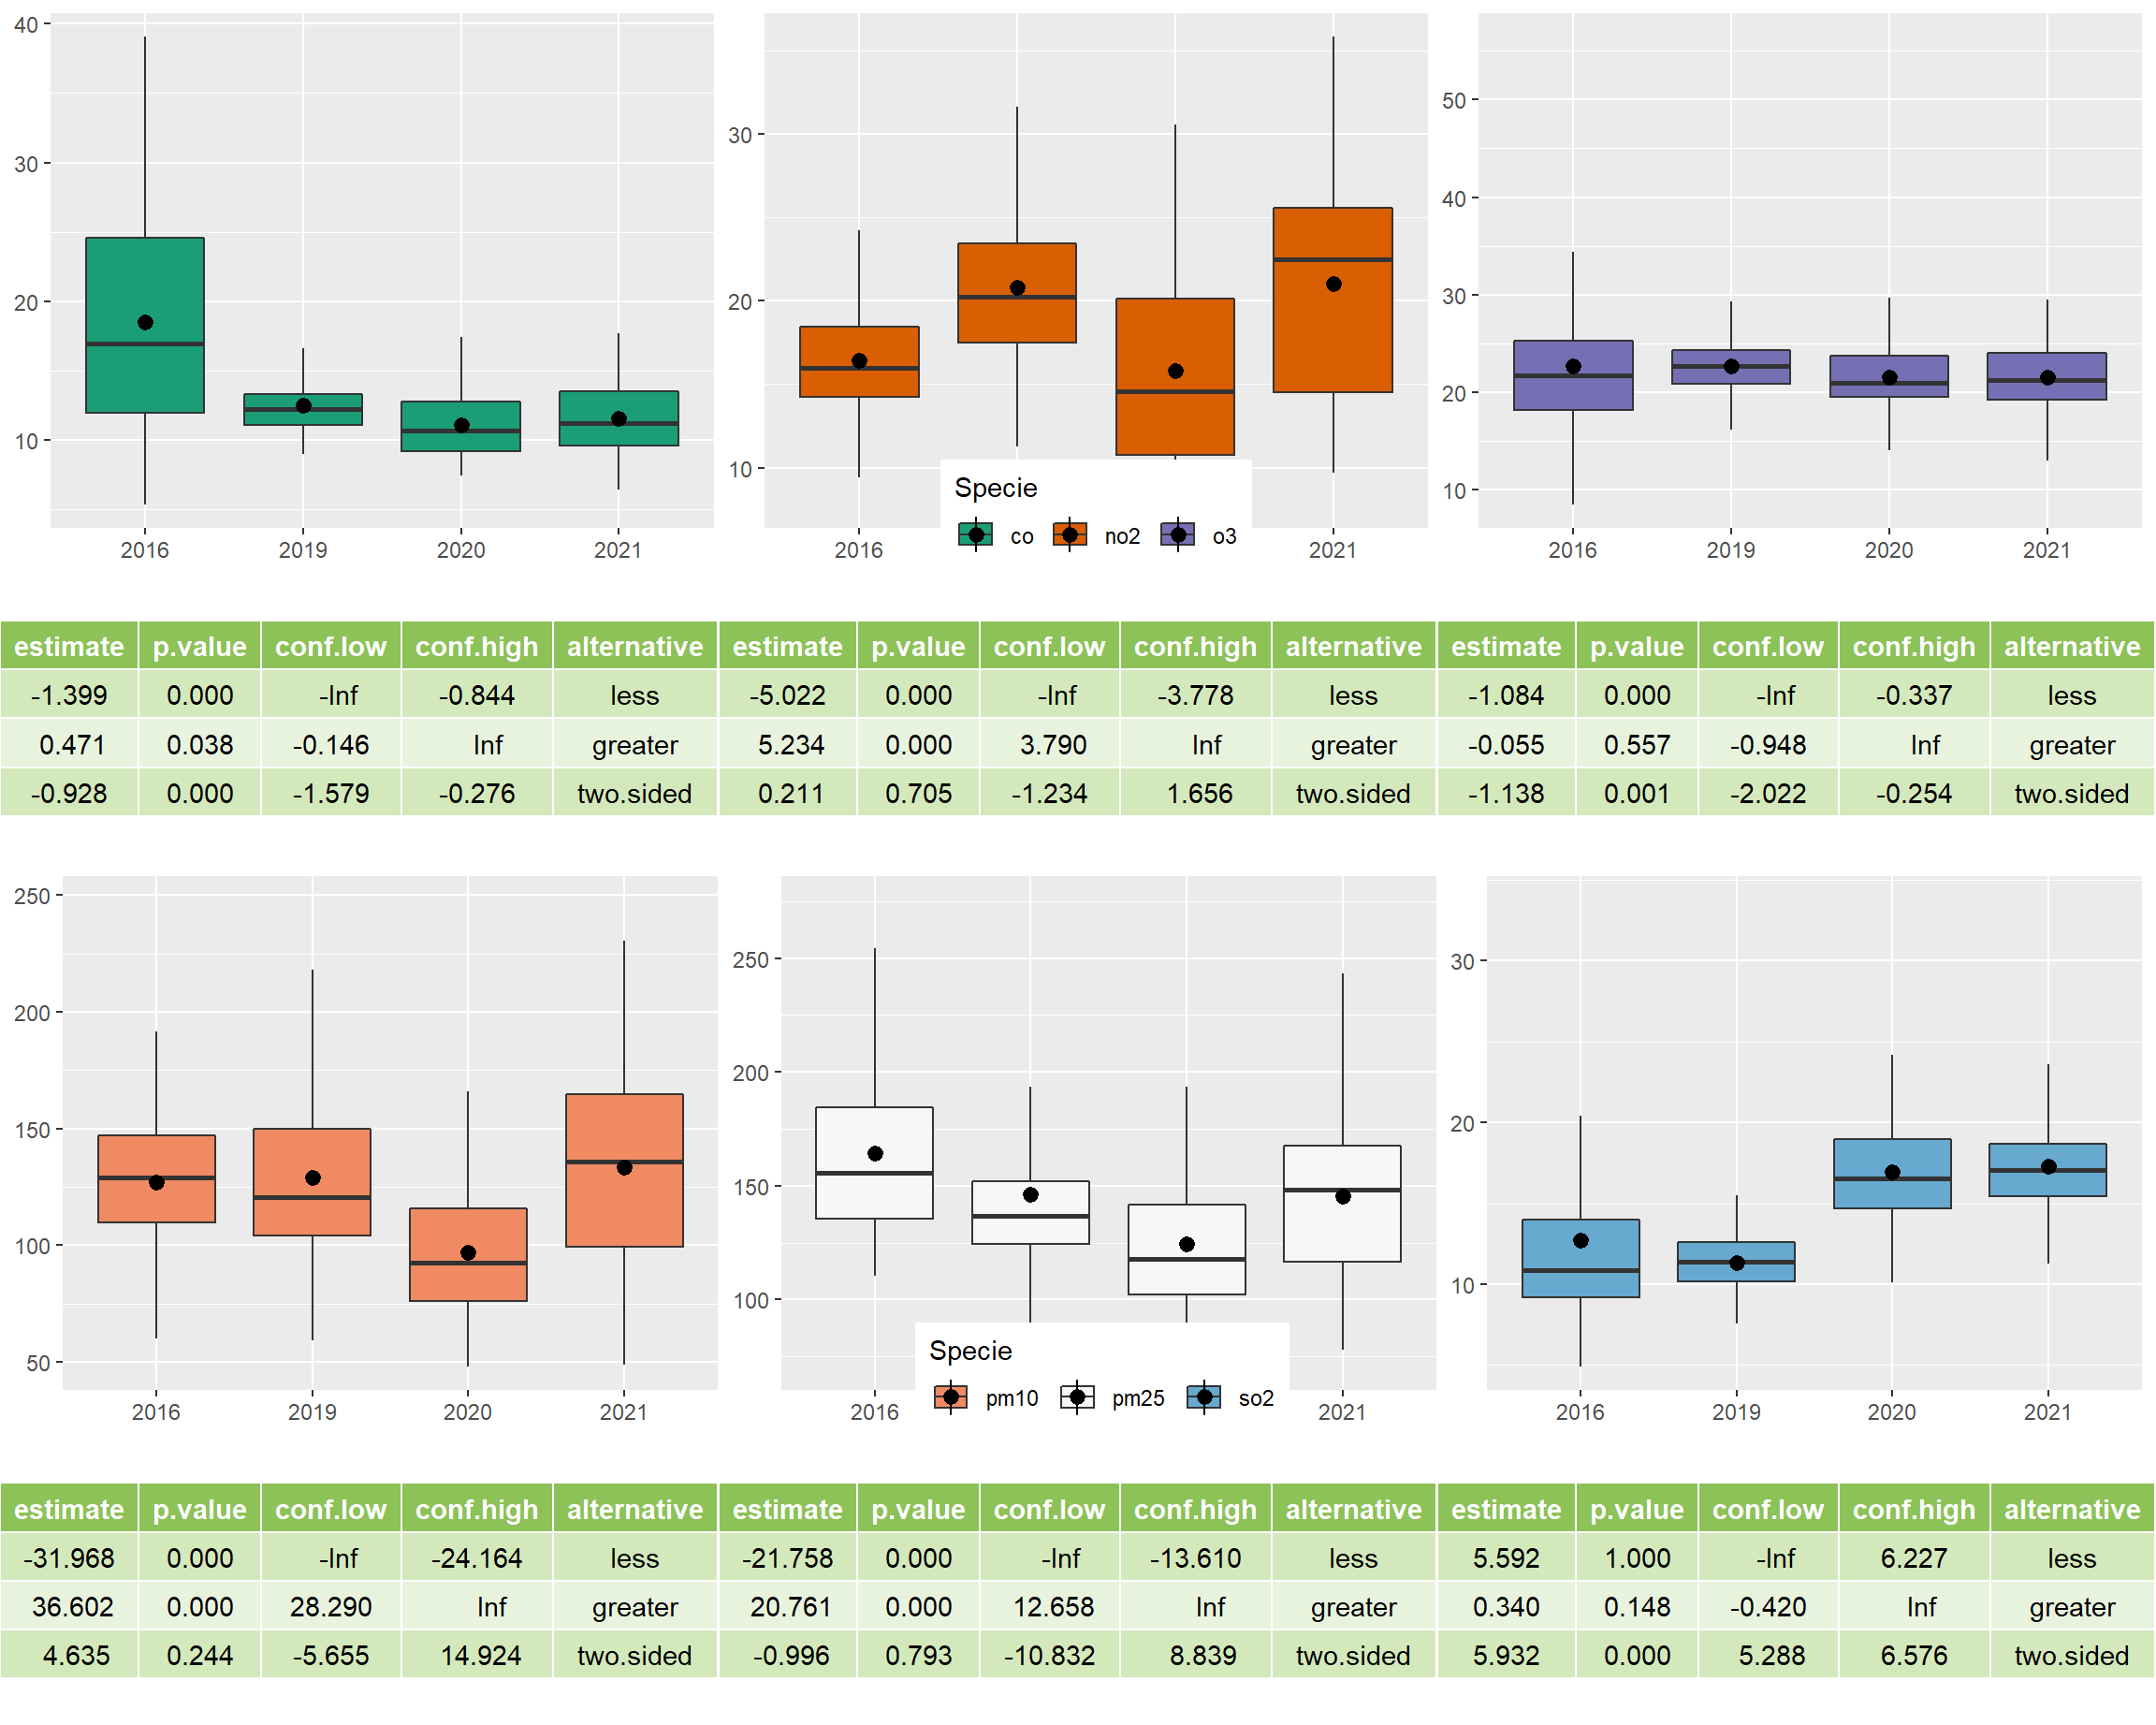 40
30
20
10
2016 2019 2020 2021
30
20
10
2016 2021
Specie
co no2 o3
50
40
30
20
10
2016 2019 2020 2021
estimate p.value conf.low conf.high alternative estimate p.value conf.low conf.high alternative estimate p.value conf.low conf.high alternative
-1.399 0.000 -Inf -0.844 less -5.022 0.000 -Inf -3.778 less -1.084 0.000 -Inf -0.337 less
0.471 0.038 -0.146 Inf greater 5.234 0.000 3.790 Inf greater -0.055 0.557 -0.948 Inf greater
-0.928 0.000 -1.579 -0.276 two.sided 0.211 0.705 -1.234 1.656 two.sided -1.138 0.001 -2.022 -0.254 two.sided
250
200
150
100
50
2016 2019 2020 2021
250
200
150
100
2016 2021
Specie
pm10 pm25 so2
30
20
10
2016 2019 2020 2021
estimate p.value conf.low conf.high alternative estimate p.value conf.low conf.high alternative estimate p.value conf.low conf.high alternative
-31.968 0.000 -Inf -24.164 less -21.758 0.000 -Inf -13.610 less 5.592 1.000 -Inf 6.227 less
36.602 0.000 28.290 Inf greater 20.761 0.000 12.658 Inf greater 0.340 0.148 -0.420 Inf greater
4.635 0.244 -5.655 14.924 two.sided -0.996 0.793 -10.832 8.839 two.sided 5.932 0.000 5.288 6.576 two.sided